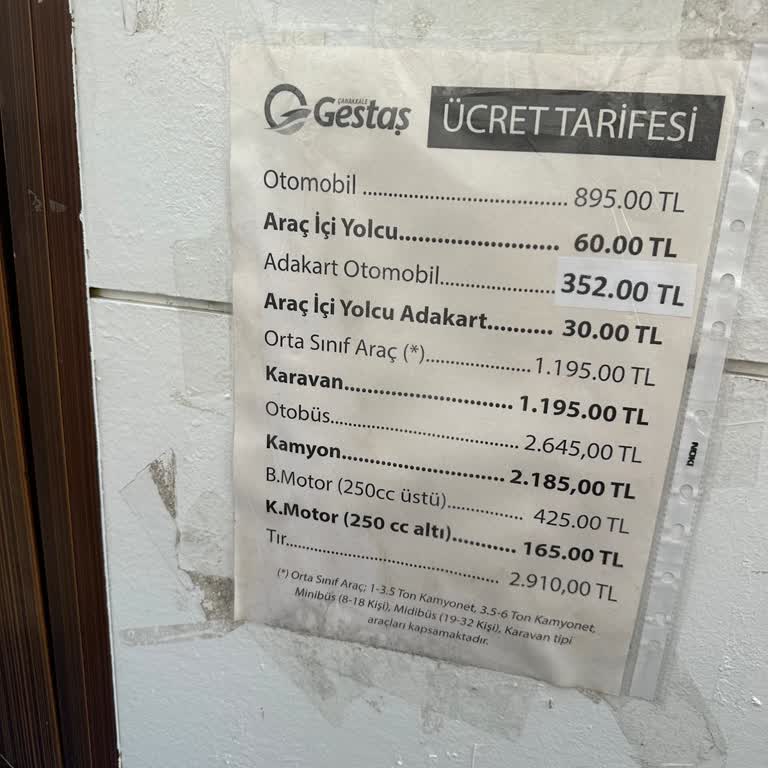 ÇANAKKALE
Gestaş
ÜCRET TARİFESİ
Otomobil ........................................ 895.00 TL
Araç İçi Yolcu............................ 60.00 TL
Adakart Otomobil...................... 352.00 TL
Araç İçi Yolcu Adakart.......... 30.00 TL
Orta Sınıf Araç (*)..................... 1.195.00 TL
Karavan............................. 1.195.00 TL
Otobüs..................................... 2.645,00 TL
Kamyon............................ 2.185,00 TL
B.Motor (250cc üstü)............... 425.00 TL
K.Motor (250 cc altı)........... 165.00 TL
Tır.......................................... 2.910,00 TL
(*) Orta Sınıf Araç; 1-3.5 Ton Kamyonet, 3.5-6 Ton Kamyonet,
Minibüs (8-18 Kişi), Midibüs (19-32 Kişi), Karavan tipi
araçları kapsamaktadır.
NOKI